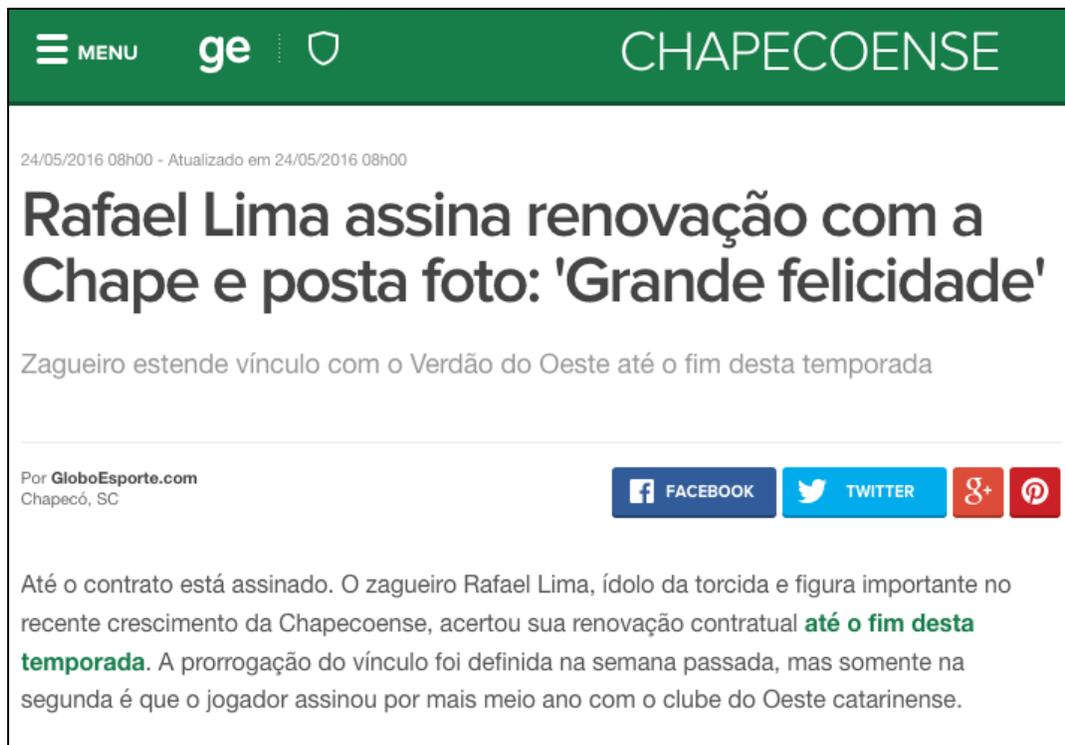 MENU ge CHAPECOENSE
24/05/2016 08h00 - Atualizado em 24/05/2016 08h00
Rafael Lima assina renovação com a
Chape e posta foto: 'Grande felicidade'
Zagueiro estende vínculo com o Verdão do Oeste até o fim desta temporada
Por GloboEsporte.com
Chapecó, SC
FACEBOOK TWITTER g+
Até o contrato está assinado. O zagueiro Rafael Lima, ídolo da torcida e figura importante no
recente crescimento da Chapecoense, acertou sua renovação contratual até o fim desta
temporada. A prorrogação do vínculo foi definida na semana passada, mas somente na
segunda é que o jogador assinou por mais meio ano com o clube do Oeste catarinense.